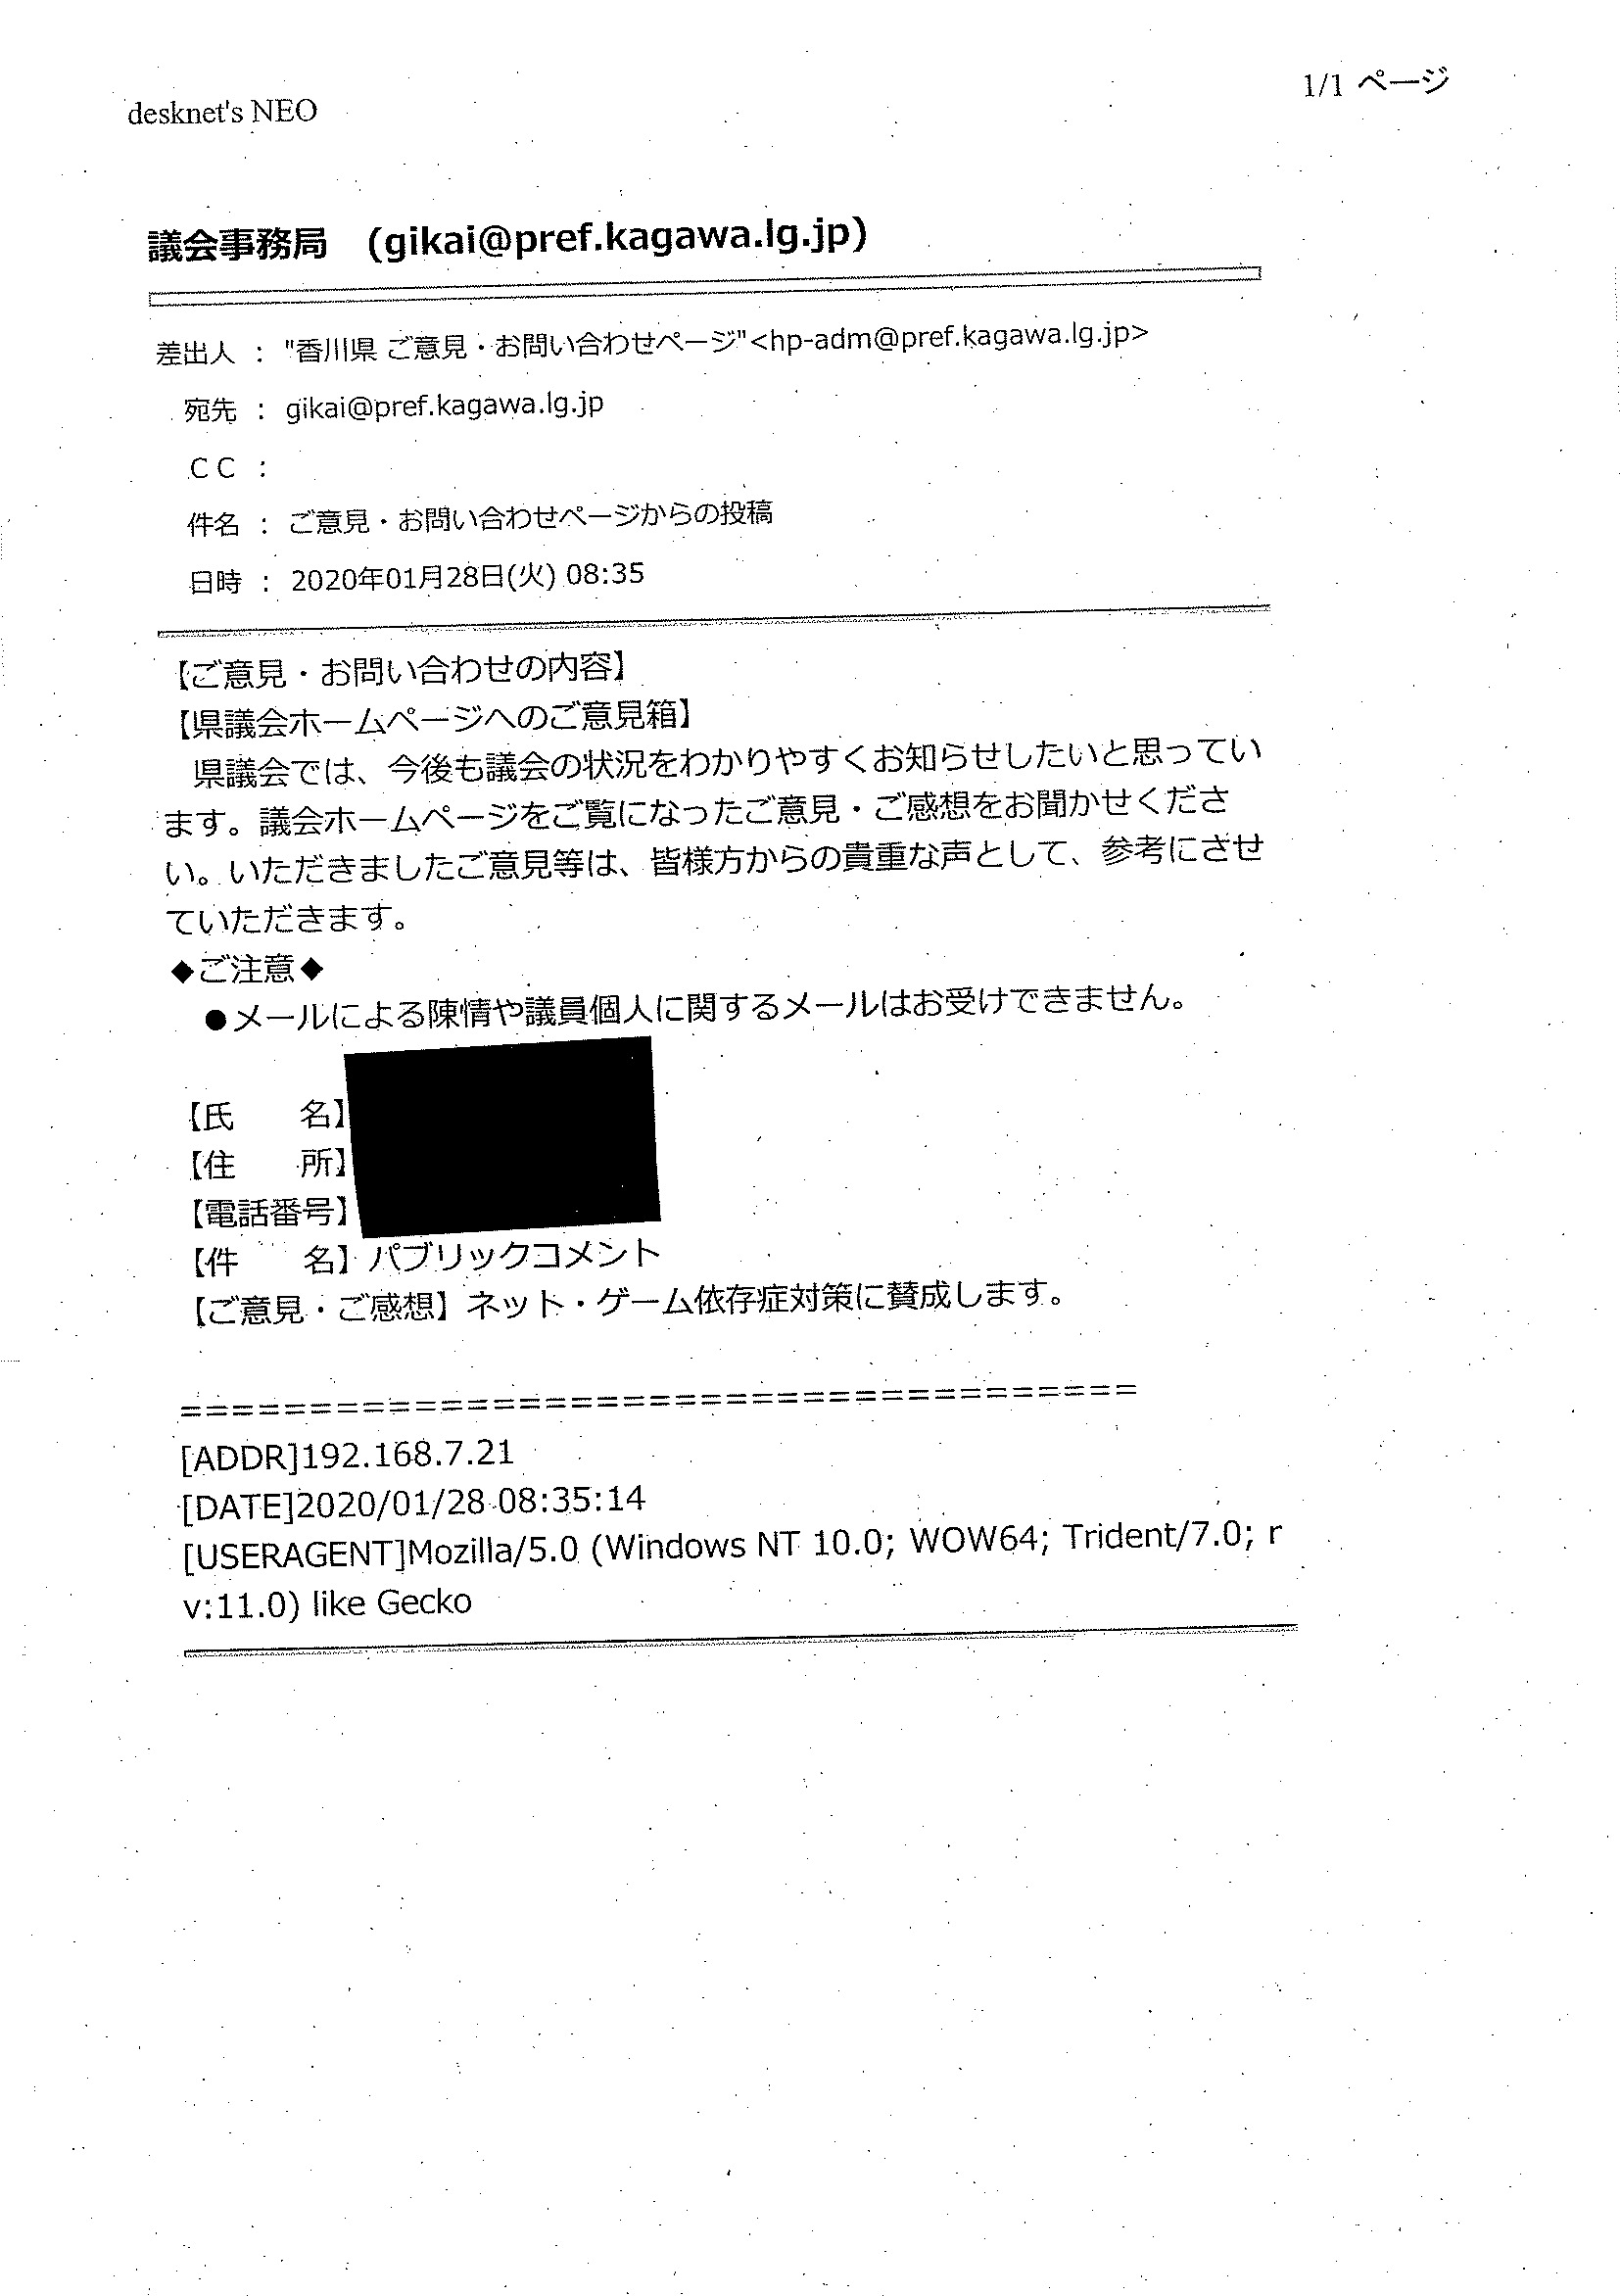 desknet's NEO
1/1 ページ
議会事務局　(gikai@pref.kagawa.lg.jp)
差出人 : "香川県 ご意見・お問い合わせページ"<hp-adm@pref.kagawa.lg.jp>
宛先 : gikai@pref.kagawa.lg.jp
CC :
件名 : ご意見・お問い合わせページからの投稿
日時 : 2020年01月28日(火) 08:35
【ご意見・お問い合わせの内容】
【県議会ホームページへのご意見箱】
　県議会では、今後も議会の状況をわかりやすくお知らせしたいと思ってい
ます。議会ホームページをご覧になったご意見・ご感想をお聞かせくださ
い。いただきましたご意見等は、皆様方からの貴重な声として、参考にさせ
ていただきます。
◆ご注意◆
　●メールによる陳情や議員個人に関するメールはお受けできません。
【氏　　名】
【住　　所】
【電話番号】
【件　　名】パブリックコメント
【ご意見・ご感想】ネット・ゲーム依存症対策に賛成します。
=====================================
[ADDR]192.168.7.21
[DATE]2020/01/28 08:35:14
[USERAGENT]Mozilla/5.0 (Windows NT 10.0; WOW64; Trident/7.0; r
v:11.0) like Gecko